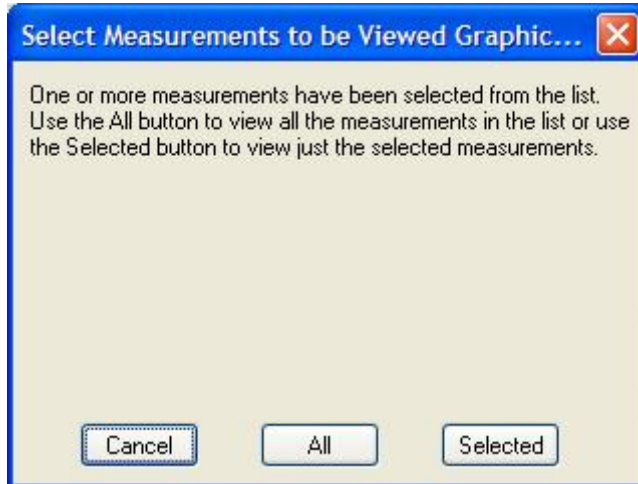 Select Measurements to be Viewed Graphic...
One or more measurements have been selected from the list.
Use the All button to view all the measurements in the list or use
the Selected button to view just the selected measurements.
Cancel All Selected